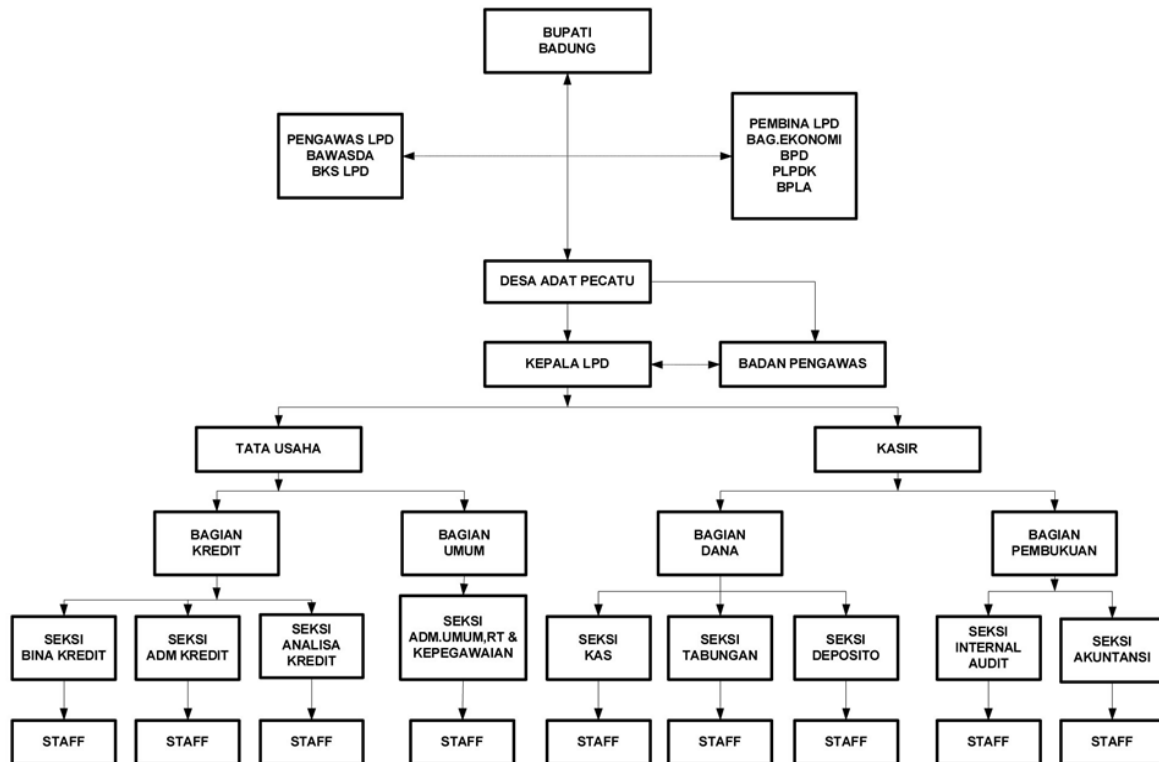 BUPATI
BADUNG
PENGAWAS LPD
BAWASDA
BKS LPD
PEMBINA LPD
BAG.EKONOMI
BPD
PLPDK
BPLA
DESA ADAT PECATU
KEPALA LPD
BADAN PENGAWAS
TATA USAHA
KASIR
BAGIAN
KREDIT
BAGIAN
UMUM
BAGIAN
DANA
BAGIAN
PEMBUKUAN
SEKSI
BINA KREDIT
SEKSI
ADM KREDIT
SEKSI
ANALISA
KREDIT
SEKSI
ADM.UMUM,RT &
KEPEGAWAIAN
SEKSI
KAS
SEKSI
TABUNGAN
SEKSI
DEPOSITO
SEKSI
INTERNAL
AUDIT
SEKSI
AKUNTANSI
STAFF
STAFF
STAFF
STAFF
STAFF
STAFF
STAFF
STAFF
STAFF